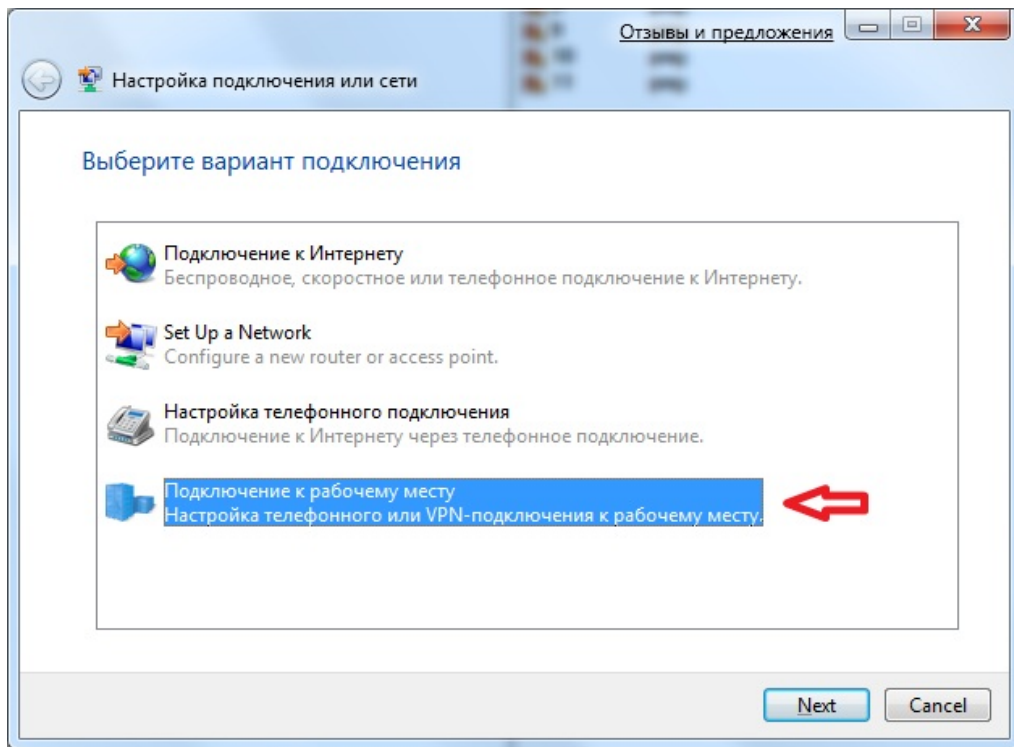 Отзывы и предложения
Настройка подключения или сети
Выберите вариант подключения
Подключение к Интернету
Беспроводное, скоростное или телефонное подключение к Интернету.
Set Up a Network
Configure a new router or access point.
Настройка телефонного подключения
Подключение к Интернету через телефонное подключение.
Подключение к рабочему месту
Настройка телефонного или VPN-подключения к рабочему месту.
Next
Cancel